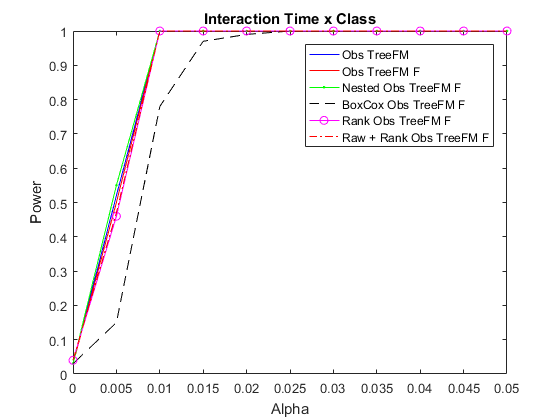 Interaction Time x Class
1
0.9
0.8
0.7
0.6
0.5
0.4
0.3
0.2
0.1
0
Power
Obs TreeFM
Obs TreeFM F
Nested Obs TreeFM F
BoxCox Obs TreeFM F
Rank Obs TreeFM F
Raw + Rank Obs TreeFM F
0 0.005 0.01 0.015 0.02 0.025 0.03 0.035 0.04 0.045 0.05
Alpha